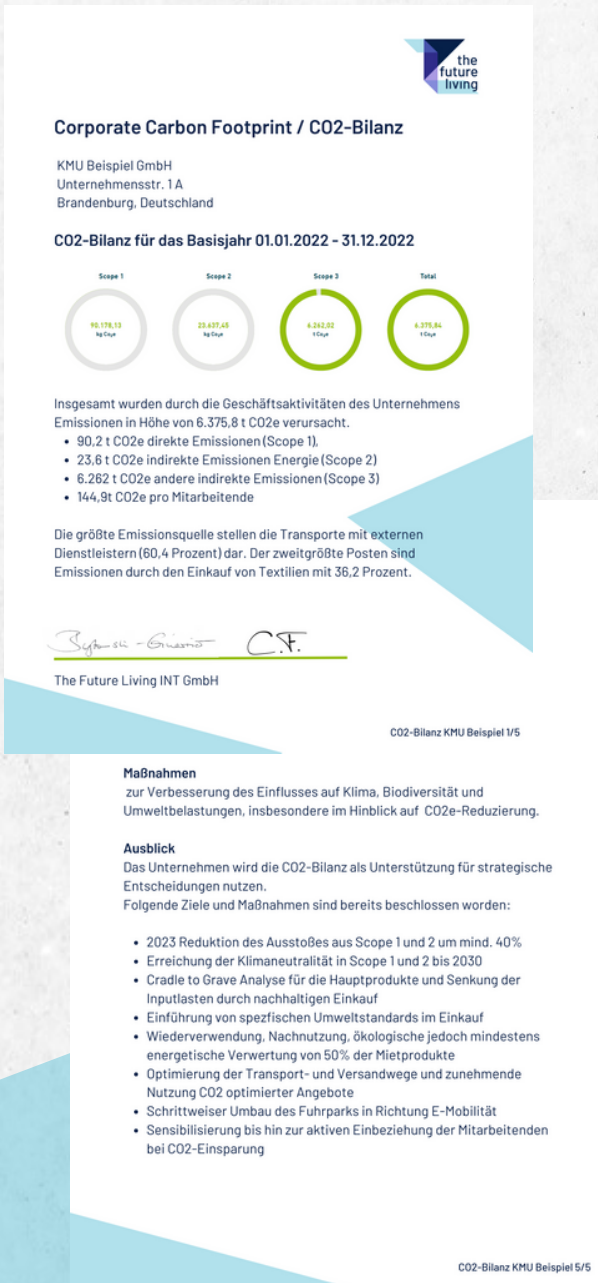 the
future
living
Corporate Carbon Footprint / CO2-Bilanz
KMU Beispiel GmbH
Unternehmensstr. 1 A
Brandenburg, Deutschland
CO2-Bilanz für das Basisjahr 01.01.2022 - 31.12.2022
Scope 1 Scope 2 Scope 3 Total
90.178,13 23.637,45 6.262,02 6.375,84
kg Co₂e kg Co₂e t Co₂e t Co₂e
Insgesamt wurden durch die Geschäftsaktivitäten des Unternehmens
Emissionen in Höhe von 6.375,8 t CO2e verursacht.
• 90,2 t CO2e direkte Emissionen (Scope 1),
• 23,6 t CO2e indirekte Emissionen Energie (Scope 2)
• 6.262 t CO2e andere indirekte Emissionen (Scope 3)
• 144,9t CO2e pro Mitarbeitende
Die größte Emissionsquelle stellen die Transporte mit externen
Dienstleistern (60,4 Prozent) dar. Der zweitgrößte Posten sind
Emissionen durch den Einkauf von Textilien mit 36,2 Prozent.
C.F.
The Future Living INT GmbH
CO2-Bilanz KMU Beispiel 1/5
Maßnahmen
zur Verbesserung des Einflusses auf Klima, Biodiversität und
Umweltbelastungen, insbesondere im Hinblick auf CO2e-Reduzierung.
Ausblick
Das Unternehmen wird die CO2-Bilanz als Unterstützung für strategische
Entscheidungen nutzen.
Folgende Ziele und Maßnahmen sind bereits beschlossen worden:
• 2023 Reduktion des Ausstoßes aus Scope 1 und 2 um mind. 40%
• Erreichung der Klimaneutralität in Scope 1 und 2 bis 2030
• Cradle to Grave Analyse für die Hauptprodukte und Senkung der
Inputlasten durch nachhaltigen Einkauf
• Einführung von spezfischen Umweltstandards im Einkauf
• Wiederverwendung, Nachnutzung, ökologische jedoch mindestens
energetische Verwertung von 50% der Mietprodukte
• Optimierung der Transport- und Versandwege und zunehmende
Nutzung CO2 optimierter Angebote
• Schrittweiser Umbau des Fuhrparks in Richtung E-Mobilität
• Sensibilisierung bis hin zur aktiven Einbeziehung der Mitarbeitenden
bei CO2-Einsparung
CO2-Bilanz KMU Beispiel 5/5